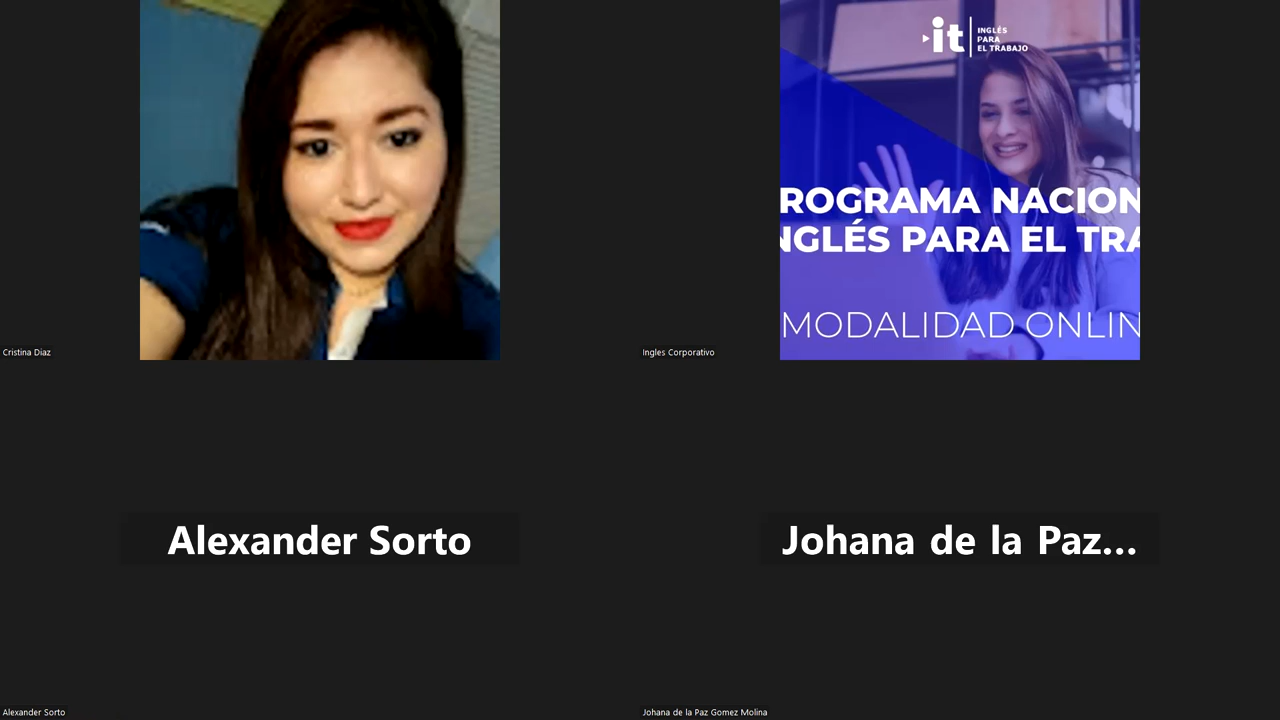 it
INGLÉS
PARA
EL TRABAJO
ROGRAMA NACION
NGLÉS PARA EL TRA
MODALIDAD ONLIN
Cristina Diaz
Ingles Corporativo
Alexander Sorto
Johana de la Paz...
Alexander Sorto
Johana de la Paz Gomez Molina